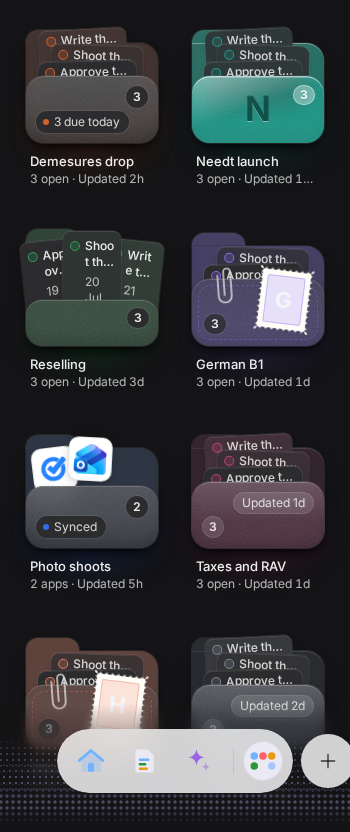 Write th...
Shoot th...
Approve t...
3
3 due today
Demesures drop
3 open · Updated 2h
Write th...
Shoot th...
Approve t...
3
N
Needt launch
3 open · Updated 1...
Shoo
t th...
20
Jul
App
ov...
19
Writ
e t...
21
3
Reselling
3 open · Updated 3d
Shoot th...
G
3
German B1
3 open · Updated 1d
2
Synced
Photo shoots
2 apps · Updated 5h
Write th...
Shoot th...
Approve t...
Updated 1d
3
Taxes and RAV
3 open · Updated 1d
Shoot th...
H
3
Write th...
Shoot th...
Approve t...
Updated 2d